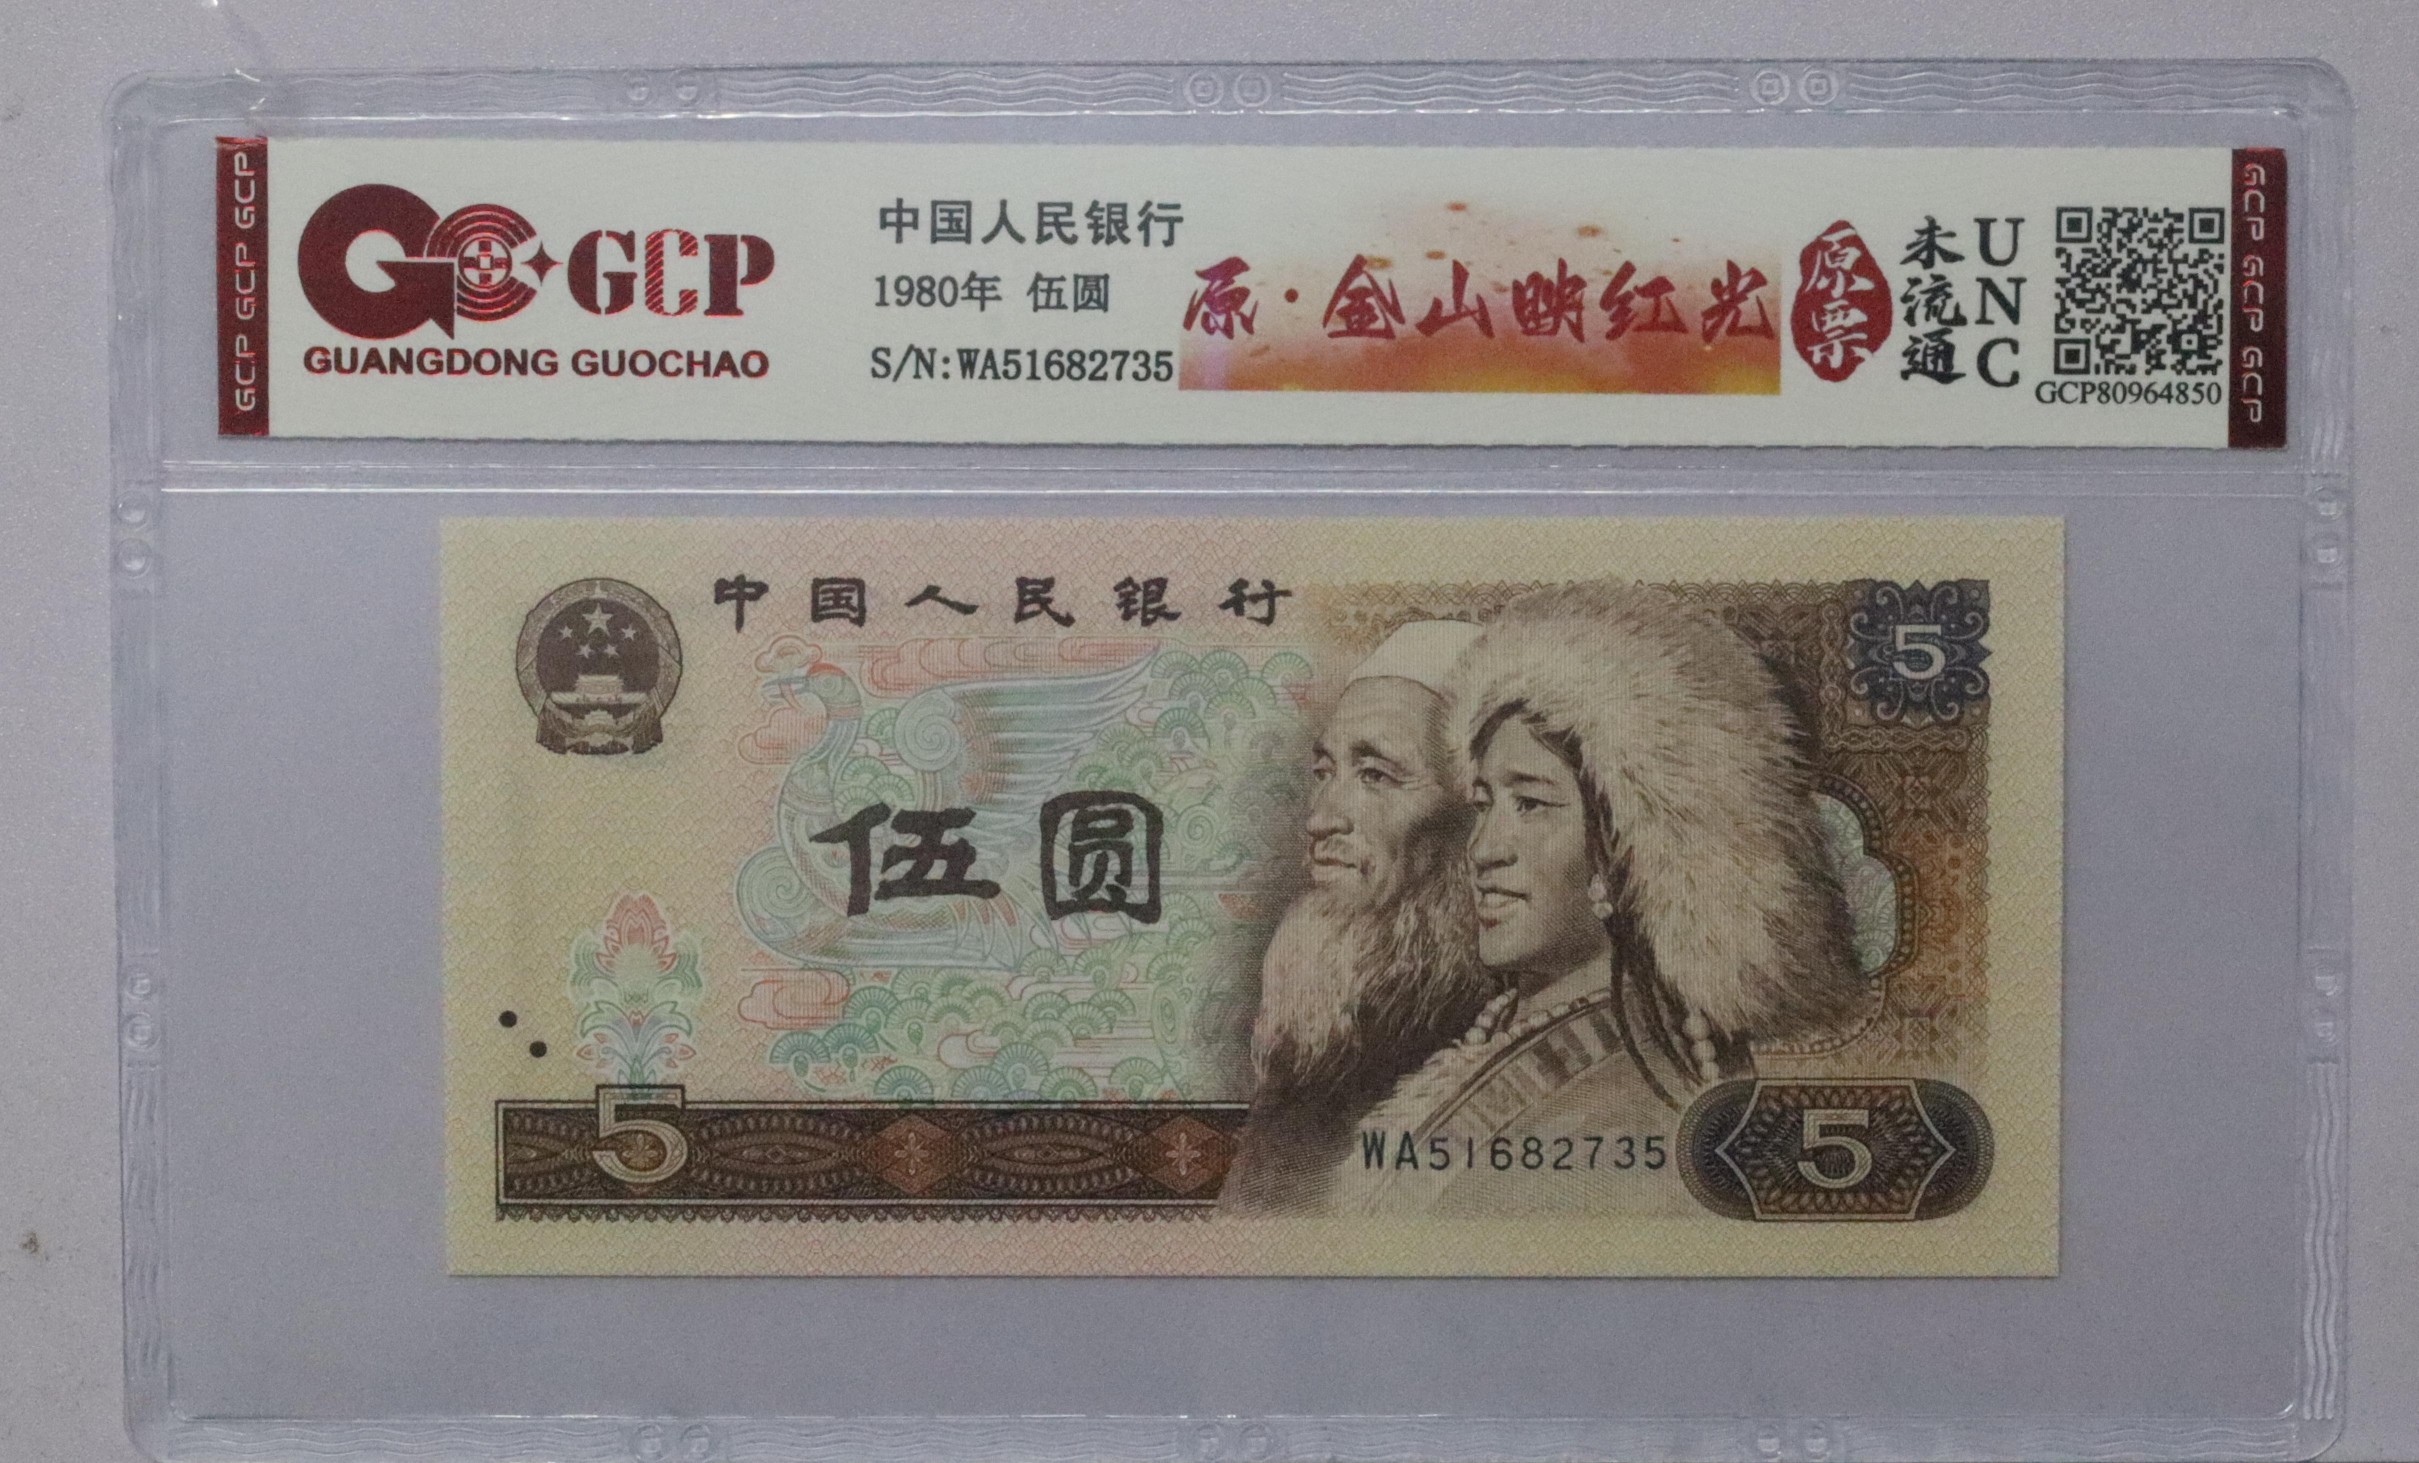 GCP GCP GCP
GCP
GUANGDONG GUOCHAO
中国人民银行
1980年 伍圆
S/N:WA51682735
原·金山映红光
原票
未流通
UNC
GCP80964850
GCP GCP GCP
中国人民银行
5
伍圆
5
WA51682735
5